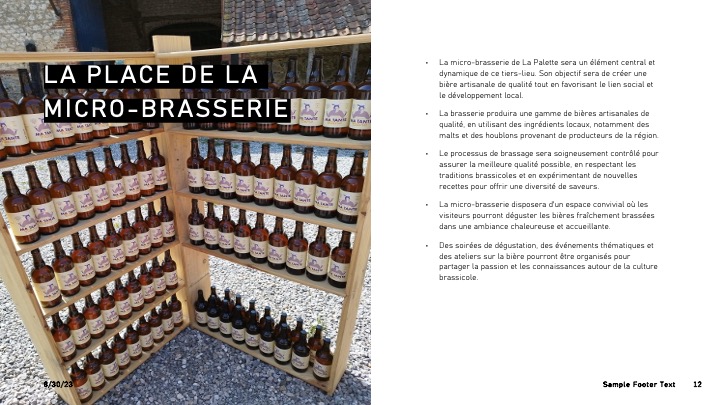 LA PLACE DE LA
MICRO-BRASSERIE
• La micro-brasserie de La Palette sera un élément central et
dynamique de ce tiers-lieu. Son objectif sera de créer une
bière artisanale de qualité tout en favorisant le lien social et
le développement local.
• La brasserie produira une gamme de bières artisanales de
qualité, en utilisant des ingrédients locaux, notamment des
malts et des houblons provenant de producteurs de la région.
• Le processus de brassage sera soigneusement contrôlé pour
assurer la meilleure qualité possible, en respectant les
traditions brassicoles et en expérimentant de nouvelles
recettes pour offrir une diversité de saveurs.
• La micro-brasserie disposera d'un espace convivial où les
visiteurs pourront déguster les bières fraîchement brassées
dans une ambiance chaleureuse et accueillante.
• Des soirées de dégustation, des événements thématiques et
des ateliers sur la bière pourront être organisés pour
partager la passion et les connaissances autour de la culture
brassicole.
MA TANTE
6/30/23
Sample Footer Text 12